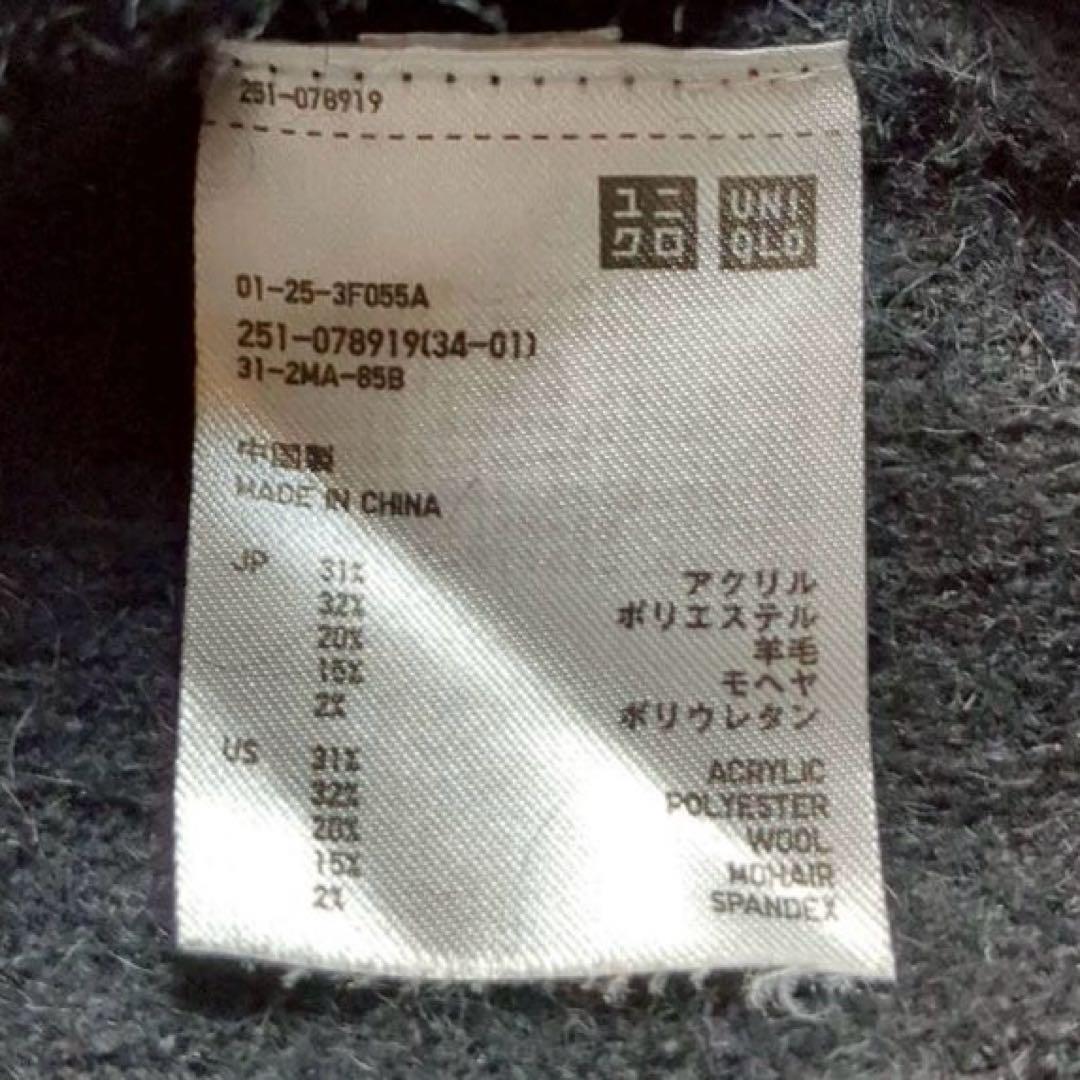 251-078919
ユニ UNI
クロ QLO
01-25-3F055A
251-078919(34-01)
31-2MA-85B
中国製
MADE IN CHINA
JP 31% アクリル
32% ポリエステル
20% 羊毛
15% モヘヤ
2% ポリウレタン
US 31% ACRYLIC
32% POLYESTER
20% WOOL
15% MOHAIR
2% SPANDEX